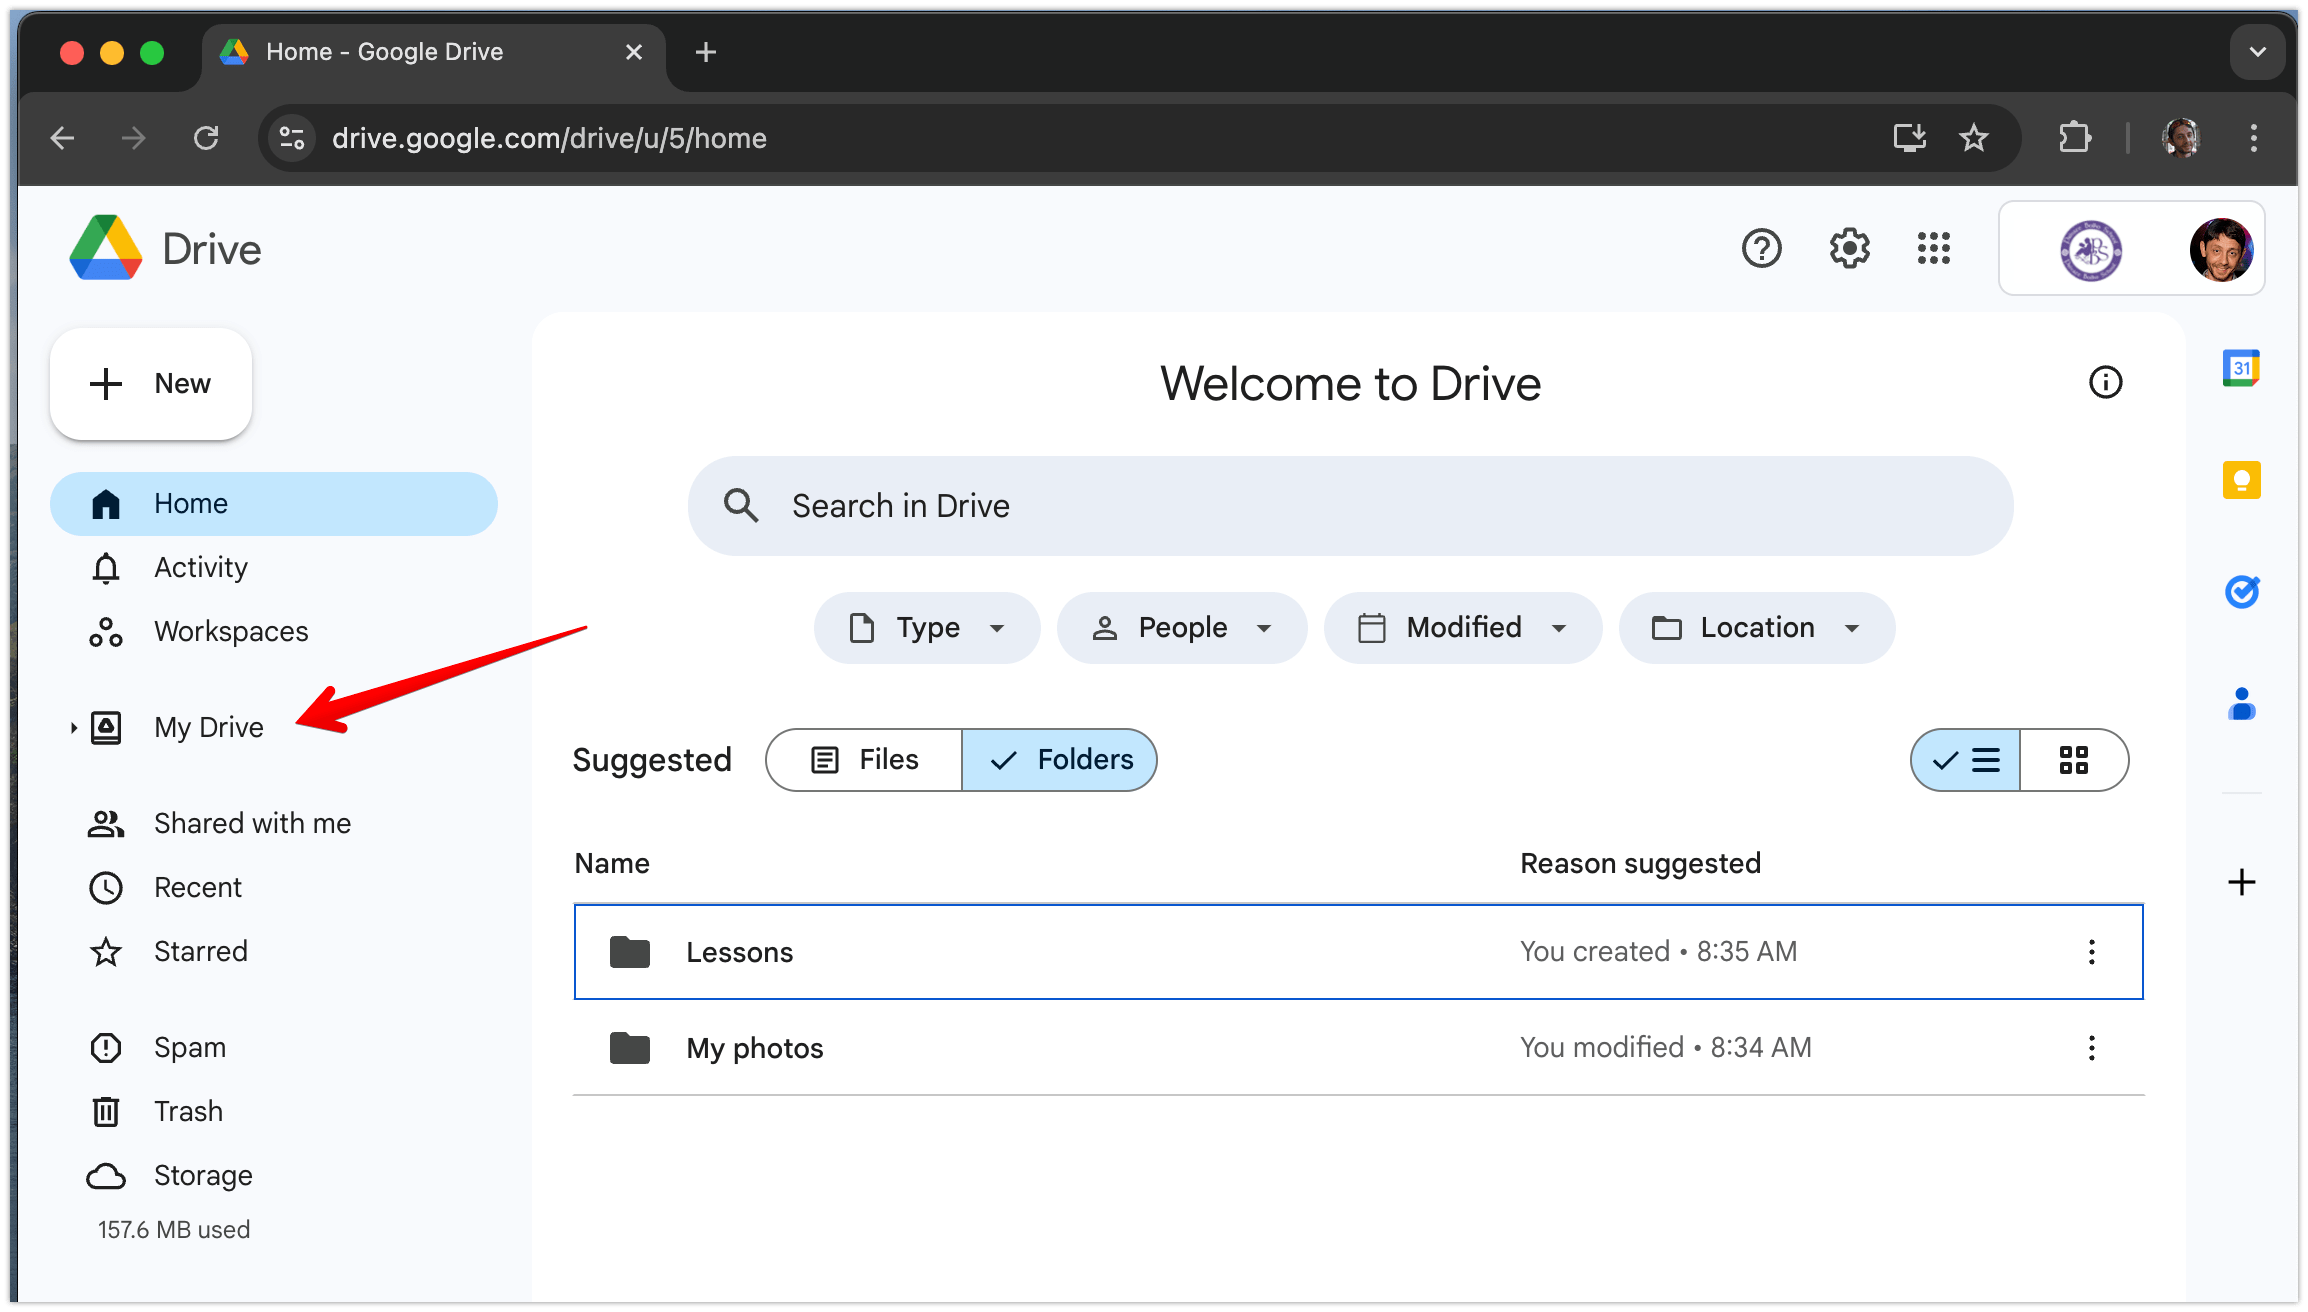 Home - Google Drive
drive.google.com/drive/u/5/home
Drive
New
Welcome to Drive
31
Home
Search in Drive
Activity
Workspaces
Type
People
Modified
Location
My Drive
Suggested
Files
Folders
Shared with me
Name
Reason suggested
Recent
Starred
Lessons
You created • 8:35 AM
Spam
My photos
You modified • 8:34 AM
Trash
Storage
157.6 MB used